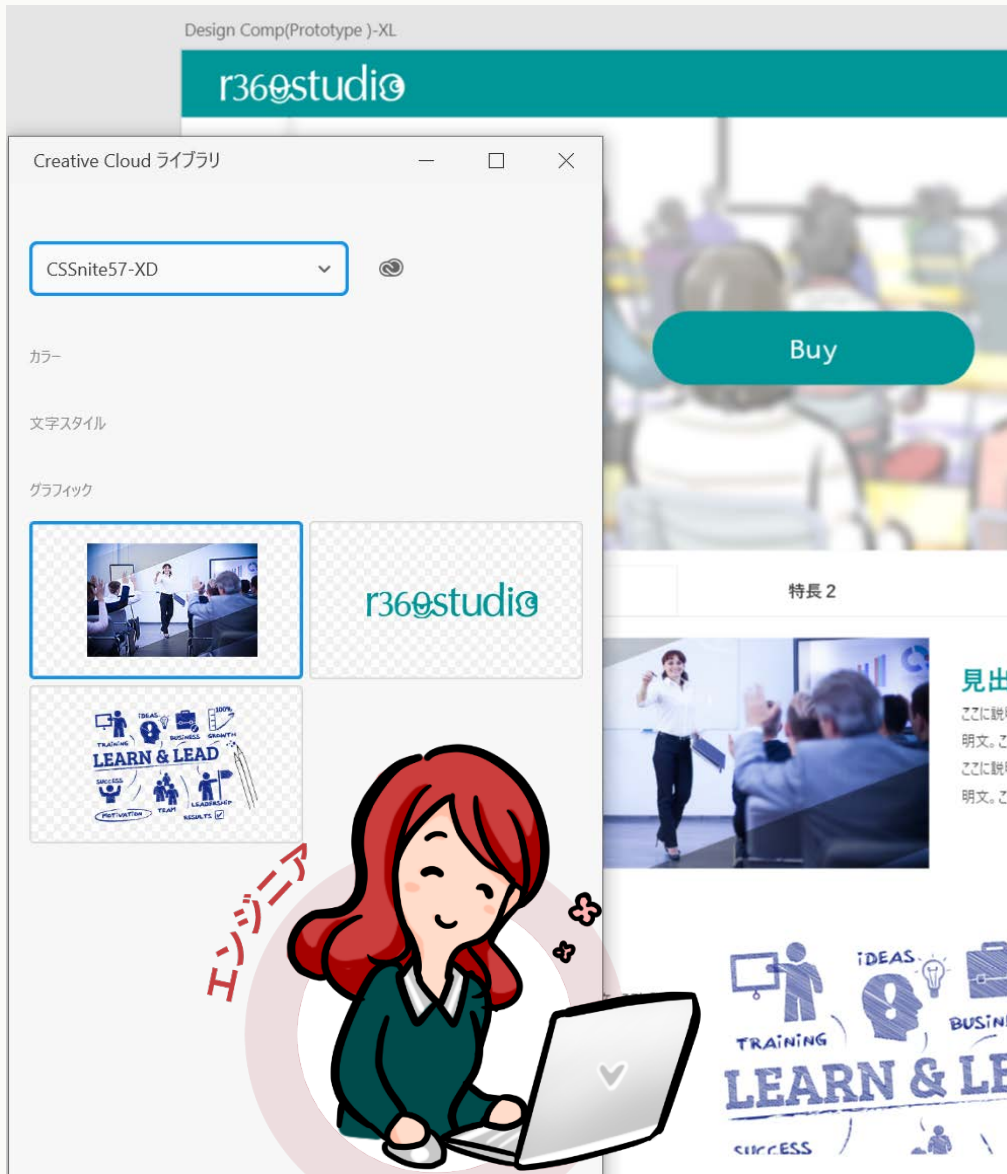 Design Comp(Prototype )-XL
r360studio
Creative Cloud ライブラリ
CSSnite57-XD
カラー
文字スタイル
グラフィック
r360studio
IDEAS
100%
TRAINING
BUSINESS
GROWTH
LEARN & LEAD
SUCCESS
LEADERSHIP
MOTIVATION
TEAM
RESULTS
エンジニア
Buy
特長 2
見出
ここに説
明文。こ
ここに説
明文。こ
iDEAS
TRAiNiNG
BUSiN
LEARN & LE
SUCCESS